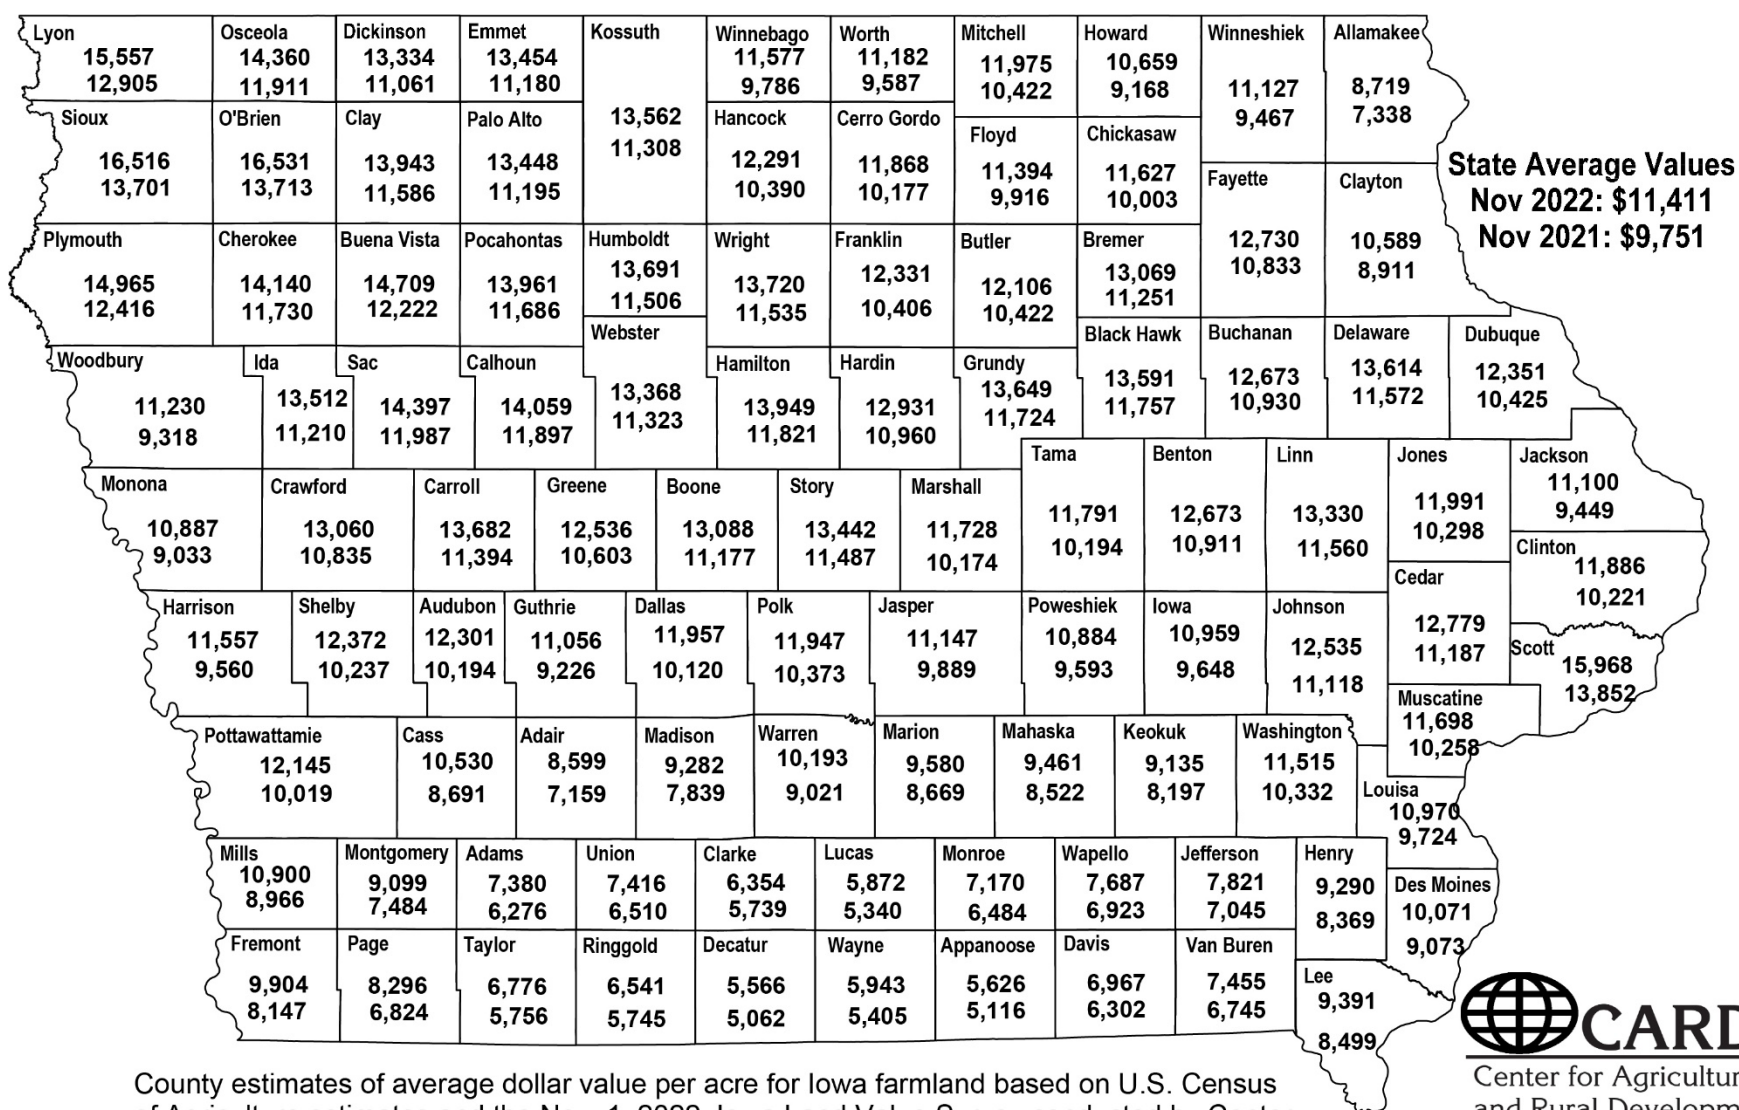 Lyon
15,557
12,905
Osceola
14,360
11,911
Dickinson
13,334
11,061
Emmet
13,454
11,180
Kossuth
13,562
11,308
Winnebago
11,577
9,786
Worth
11,182
9,587
Mitchell
11,975
10,422
Howard
10,659
9,168
Winneshiek
11,127
9,467
Allamakee
8,719
7,338
Sioux
16,516
13,701
O'Brien
16,531
13,713
Clay
13,943
11,586
Palo Alto
13,448
11,195
Hancock
12,291
10,390
Cerro Gordo
11,868
10,177
Floyd
11,394
9,916
Chickasaw
11,627
10,003
Fayette
12,730
10,833
Clayton
10,589
8,911
State Average Values
Nov 2022: $11,411
Nov 2021: $9,751
Plymouth
14,965
12,416
Cherokee
14,140
11,730
Buena Vista
14,709
12,222
Pocahontas
13,961
11,686
Humboldt
13,691
11,506
Wright
13,720
11,535
Franklin
12,331
10,406
Butler
12,106
10,422
Bremer
13,069
11,251
Woodbury
11,230
9,318
Ida
13,512
11,210
Sac
14,397
11,987
Calhoun
14,059
11,897
Webster
13,368
11,323
Hamilton
13,949
11,821
Hardin
12,931
10,960
Grundy
13,649
11,724
Black Hawk
13,591
11,757
Buchanan
12,673
10,930
Delaware
13,614
11,572
Dubuque
12,351
10,425
Monona
10,887
9,033
Crawford
13,060
10,835
Carroll
13,682
11,394
Greene
12,536
10,603
Boone
13,088
11,177
Story
13,442
11,487
Marshall
11,728
10,174
Tama
11,791
10,194
Benton
12,673
10,911
Linn
13,330
11,560
Jones
11,991
10,298
Jackson
11,100
9,449
Clinton
11,886
10,221
Cedar
12,779
11,187
Harrison
11,557
9,560
Shelby
12,372
10,237
Audubon
12,301
10,194
Guthrie
11,056
9,226
Dallas
11,957
10,120
Polk
11,947
10,373
Jasper
11,147
9,889
Poweshiek
10,884
9,593
Iowa
10,959
9,648
Johnson
12,535
11,118
Scott
15,968
13,852
Muscatine
11,698
10,258
Pottawattamie
12,145
10,019
Cass
10,530
8,691
Adair
8,599
7,159
Madison
9,282
7,839
Warren
10,193
9,021
Marion
9,580
8,669
Mahaska
9,461
8,522
Keokuk
9,135
8,197
Washington
11,515
10,332
Louisa
10,970
9,724
Mills
10,900
8,966
Montgomery
9,099
7,484
Adams
7,380
6,276
Union
7,416
6,510
Clarke
6,354
5,739
Lucas
5,872
5,340
Monroe
7,170
6,484
Wapello
7,687
6,923
Jefferson
7,821
7,045
Henry
9,290
8,369
Des Moines
10,071
9,073
Fremont
9,904
8,147
Page
8,296
6,824
Taylor
6,776
5,756
Ringgold
6,541
5,745
Decatur
5,566
5,062
Wayne
5,943
5,405
Appanoose
5,626
5,116
Davis
6,967
6,302
Van Buren
7,455
6,745
Lee
9,391
8,499
CARD
Center for Agricultur
and Rural Developm
County estimates of average dollar value per acre for Iowa farmland based on U.S. Census
of Agriculture estimates and the Nov. 1, 2022, Iowa Land Value Survey conducted by Center